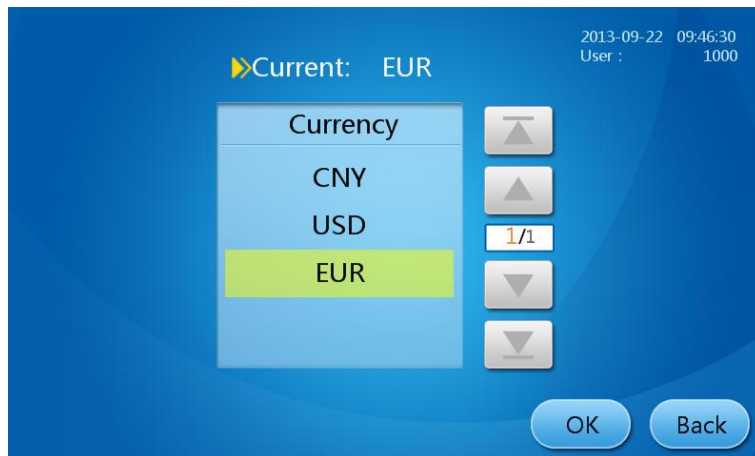 2013-09-22 09:46:30
User : 1000
Current: EUR
Currency
CNY
USD
EUR
1/1
OK
Back